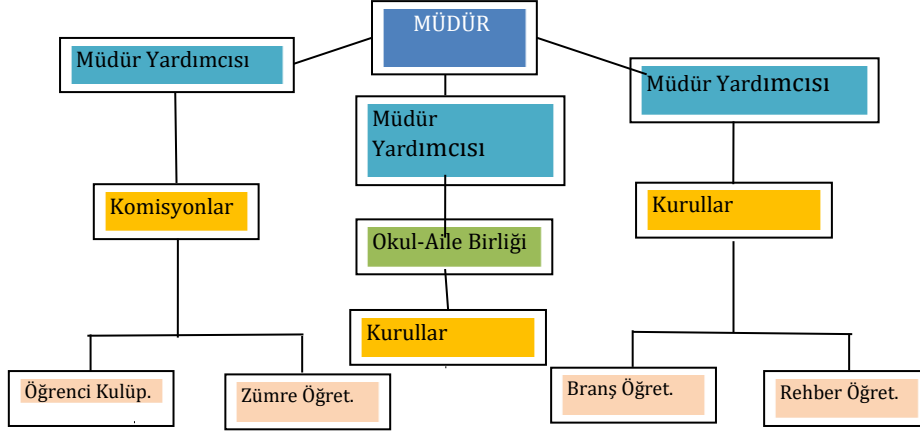 MÜDÜR
Müdür Yardımcısı
Müdür
Yardımcısı
Müdür Yardımcısı
Komisyonlar
Okul-Aile Birliği
Kurullar
Kurullar
Öğrenci Kulüp.
Zümre Öğret.
Branş Öğret.
Rehber Öğret.